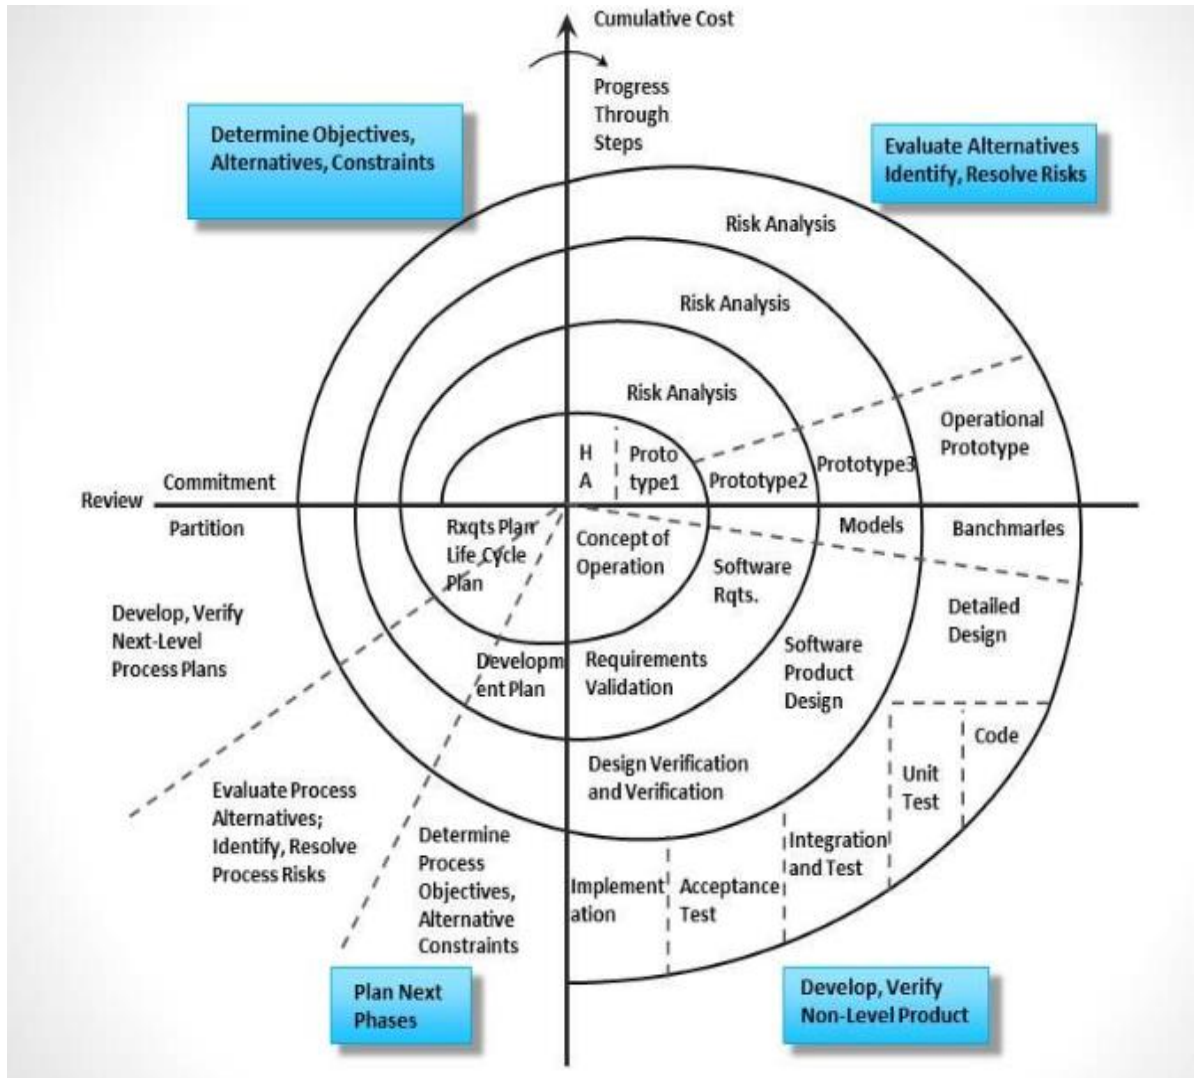 Cumulative Cost
Progress
Through
Steps
Determine Objectives,
Alternatives, Constraints
Evaluate Alternatives
Identify, Resolve Risks
Risk Analysis
Risk Analysis
Risk Analysis
Operational
Prototype
H
A
Proto
type1
Prototype2
Prototype3
Commitment
Review
Partition
Rxqts Plan
Life Cycle
Plan
Concept of
Operation
Models
Banchmarles
Software
Rqts.
Detailed
Design
Develop, Verify
Next-Level
Process Plans
Developm
ent Plan
Requirements
Validation
Software
Product
Design
Code
Unit
Test
Design Verification
and Verification
Evaluate Process
Alternatives;
Identify, Resolve
Process Risks
Determine
Process
Objectives,
Alternative
Constraints
Integration
and Test
Implement
ation
Acceptance
Test
Plan Next
Phases
Develop, Verify
Non-Level Product